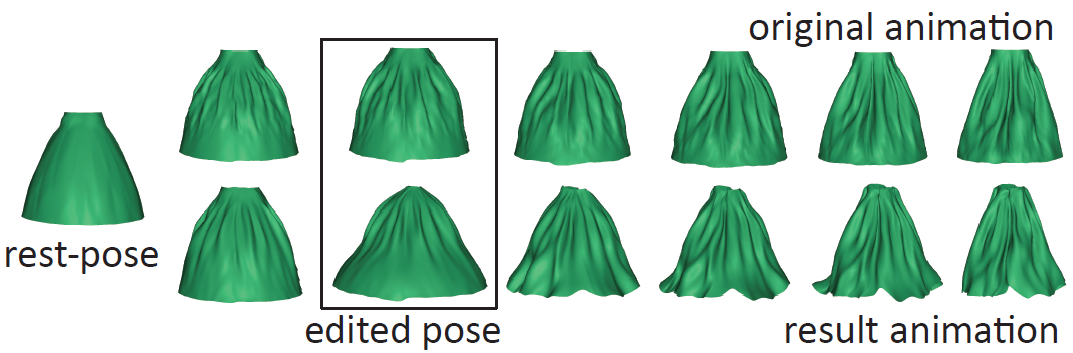 original animation
rest-pose
edited pose
result animation